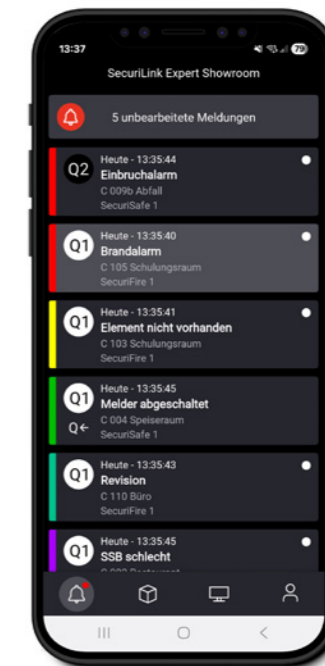 13:37
79
SecuriLink Expert Showroom
5 unbearbeitete Meldungen
Q2
Heute - 13:35:44
Einbruchalarm
C 009b Abfall
SecuriSafe 1
Q1
Heute - 13:35:40
Brandalarm
C 105 Schulungsraum
SecuriFire 1
Q1
Heute - 13:35:41
Element nicht vorhanden
C 103 Schulungsraum
SecuriFire 1
Q1
Heute - 13:35:45
Melder abgeschaltet
Q←
C 004 Speiseraum
SecuriSafe 1
Q1
Heute - 13:35:43
Revision
C 110 Büro
SecuriFire 1
Q1
Heute - 13:35:45
SSB schlecht